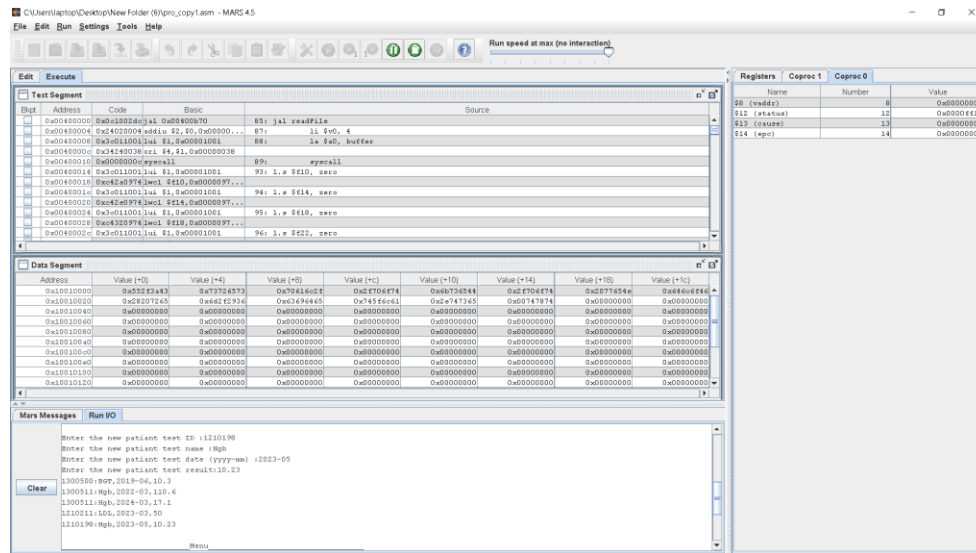 C:\Users\laptop\Desktop\New Folder (6)\pro_copy1.asm - MARS 4.5
File Edit Run Settings Tools Help
Run speed at max (no interaction)
Edit Execute
Text Segment
Bkpt Address Code Basic Source
0x00400000 0x0c1002dc jal 0x00400b70 85: jal readFile
0x00400004 0x24020004 addiu $2,$0,0x00000... 87: li $v0, 4
0x00400008 0x3c011001 lui $1,0x00001001 88: la $a0, buffer
0x0040000c 0x34240038 ori $4,$1,0x00000038
0x00400010 0x0000000c syscall 89: syscall
0x00400014 0x3c011001 lui $1,0x00001001 93: l.s $f10, zero
0x00400018 0xc42a0974 lwc1 $f10,0x0000097...
0x0040001c 0x3c011001 lui $1,0x00001001 94: l.s $f14, zero
0x00400020 0xc42e0974 lwc1 $f14,0x0000097...
0x00400024 0x3c011001 lui $1,0x00001001 95: l.s $f18, zero
0x00400028 0xc4320974 lwc1 $f18,0x0000097...
0x0040002c 0x3c011001 lui $1,0x00001001 96: l.s $f22, zero
Data Segment
Address Value (+0) Value (+4) Value (+8) Value (+c) Value (+10) Value (+14) Value (+18) Value (+1c)
0x10010000 0x552f3a43 0x73726573 0x70616c2f 0x2f706f74 0x6b736544 0x2f706f74 0x2077654e 0x646c6f46
0x10010020 0x28207265 0x6d2f2936 0x63696465 0x745f6c61 0x2e747365 0x00747874 0x00000000 0x00000000
0x10010040 0x00000000 0x00000000 0x00000000 0x00000000 0x00000000 0x00000000 0x00000000 0x00000000
0x10010060 0x00000000 0x00000000 0x00000000 0x00000000 0x00000000 0x00000000 0x00000000 0x00000000
0x10010080 0x00000000 0x00000000 0x00000000 0x00000000 0x00000000 0x00000000 0x00000000 0x00000000
0x100100a0 0x00000000 0x00000000 0x00000000 0x00000000 0x00000000 0x00000000 0x00000000 0x00000000
0x100100c0 0x00000000 0x00000000 0x00000000 0x00000000 0x00000000 0x00000000 0x00000000 0x00000000
0x100100e0 0x00000000 0x00000000 0x00000000 0x00000000 0x00000000 0x00000000 0x00000000 0x00000000
0x10010100 0x00000000 0x00000000 0x00000000 0x00000000 0x00000000 0x00000000 0x00000000 0x00000000
0x10010120 0x00000000 0x00000000 0x00000000 0x00000000 0x00000000 0x00000000 0x00000000 0x00000000
Mars Messages Run I/O
Clear
Enter the new patiant test ID :1210198
Enter the new patiant test name :Hgb
Enter the new patiant test date (yyyy-mm) :2023-05
Enter the new patiant test result:10.23
1300500:BGT,2019-06,10.3
1300511:Hgb,2022-03,110.6
1300511:Hgb,2024-03,17.1
1210211:LDL,2023-03,50
1210198:Hgb,2023-05,10.23
Menu
Registers Coproc 1 Coproc 0
Name Number Value
$8 (vaddr) 8 0x0000000
$12 (status) 12 0x0000ff1
$13 (cause) 13 0x0000000
$14 (epc) 14 0x0000000